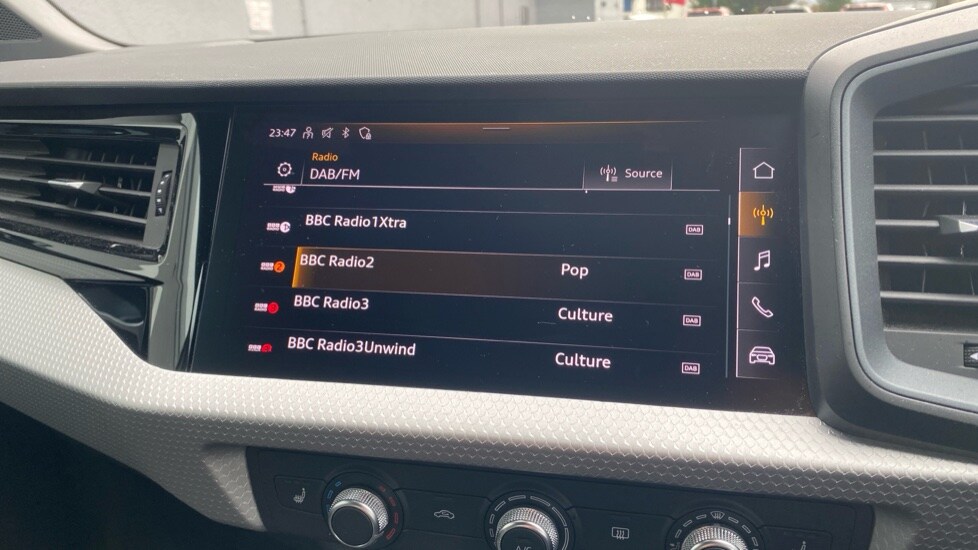 23:47
Radio
DAB/FM
Source
BBC Radio1Xtra
DAB
BBC Radio2
Pop
DAB
BBC Radio3
Culture
DAB
BBC Radio3Unwind
Culture
DAB
A/C